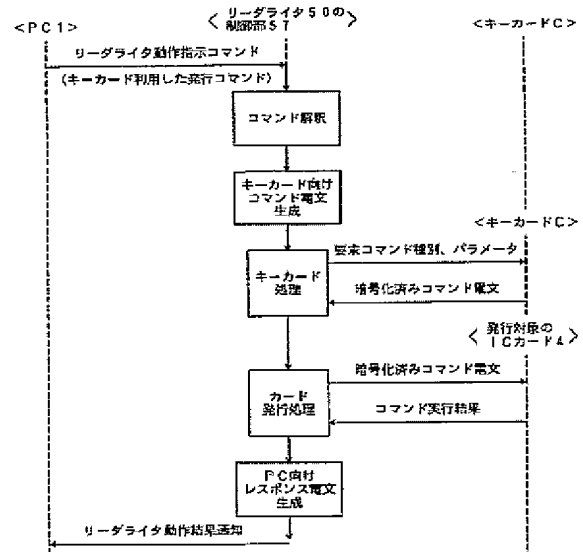 <PC1>
<リーダライタ50の
制御部57>
<キーカードC>
リーダライタ動作指示コマンド
(キーカード利用した発行コマンド)
コマンド解釈
キーカード向け
コマンド電文
生成
<キーカードC>
要求コマンド種別、パラメータ
キーカード
処理
暗号化済みコマンド電文
<発行対象の
ICカード4>
暗号化済みコマンド電文
カード
発行処理
コマンド実行結果
PC向け
レスポンス電文
生成
リーダライタ動作結果通知